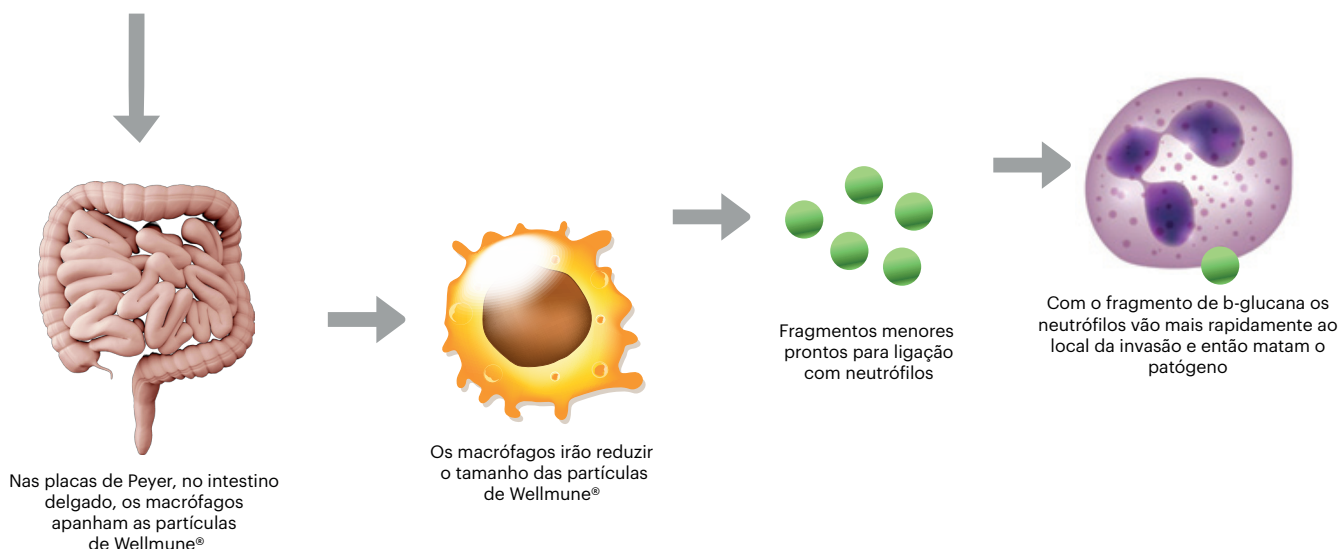 Nas placas de Peyer, no intestino
delgado, os macrófagos
apanham as partículas
de Wellmune®
Os macrófagos irão reduzir
o tamanho das partículas
de Wellmune®
Fragmentos menores
prontos para ligação
com neutrófilos
Com o fragmento de b-glucana os
neutrófilos vão mais rapidamente ao
local da invasão e então matam o
patógeno